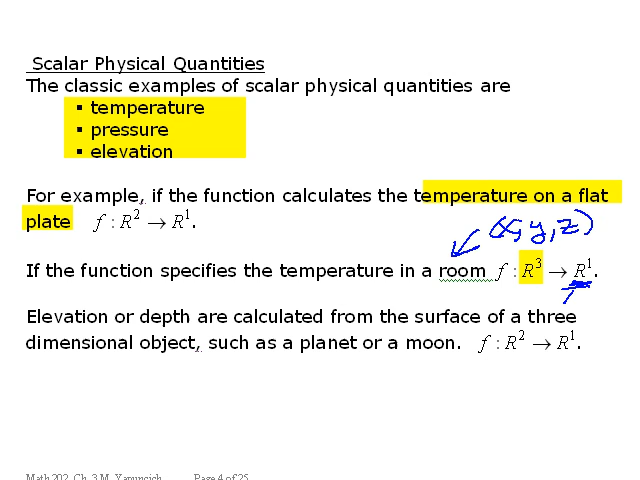 Scalar Physical Quantities
The classic examples of scalar physical quantities are
▪ temperature
▪ pressure
▪ elevation
For example, if the function calculates the temperature on a flat
plate f : R² → R¹.
(x, y, z)
If the function specifies the temperature in a room f : R³ → R¹.
T
Elevation or depth are calculated from the surface of a three
dimensional object, such as a planet or a moon. f : R² → R¹.
Math 202 Ch. 3 M. Page 4 of 25